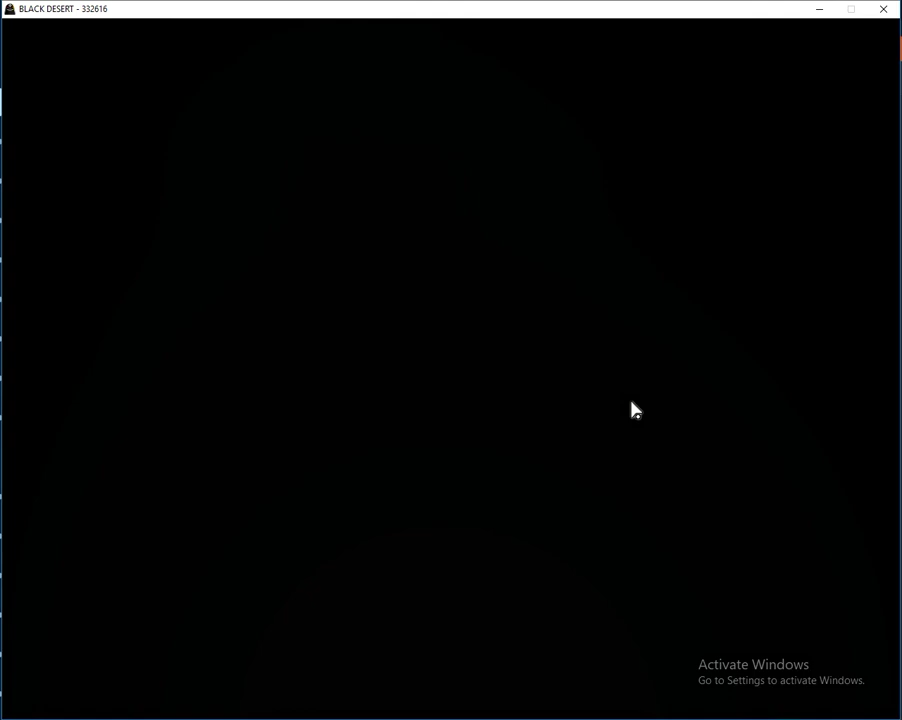 BLACK DESERT - 332616
Activate Windows
Go to Settings to activate Windows.